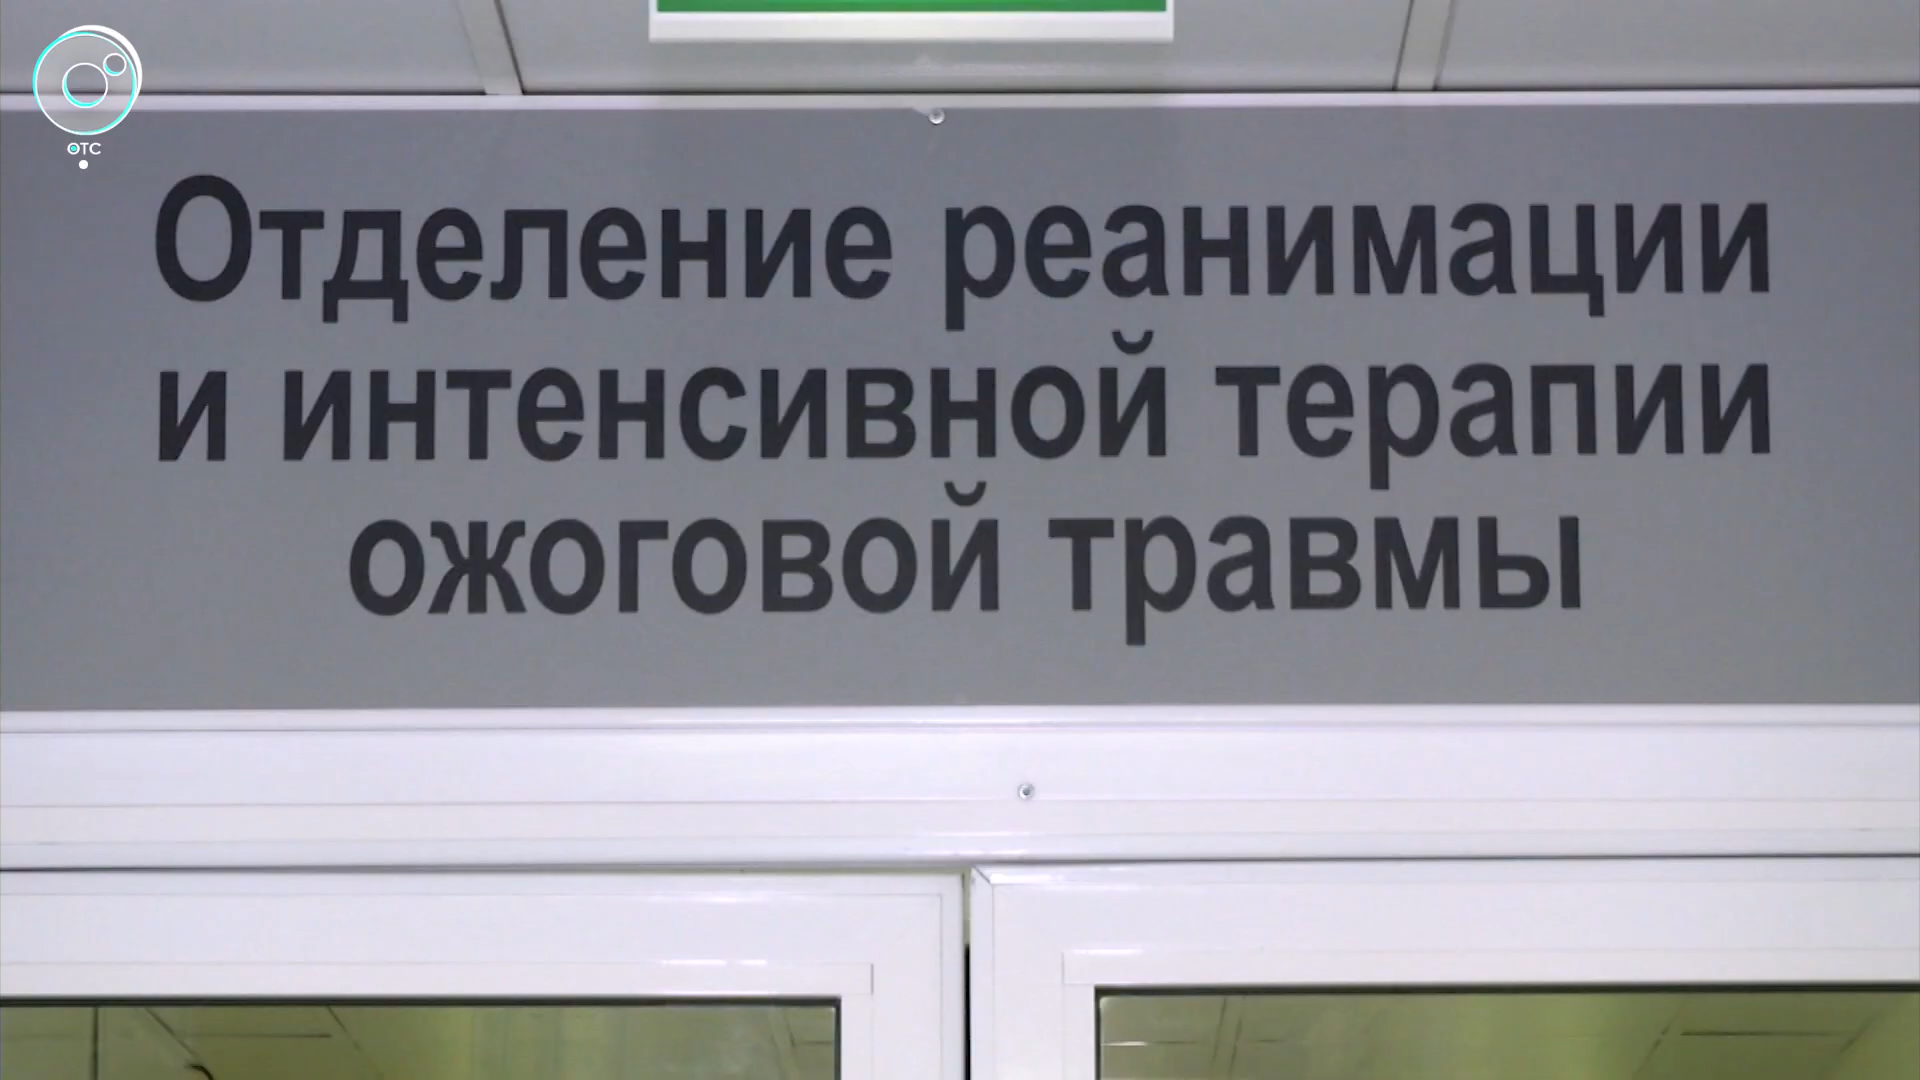 ОТС
Отделение реанимации
и интенсивной терапии
ожоговой травмы